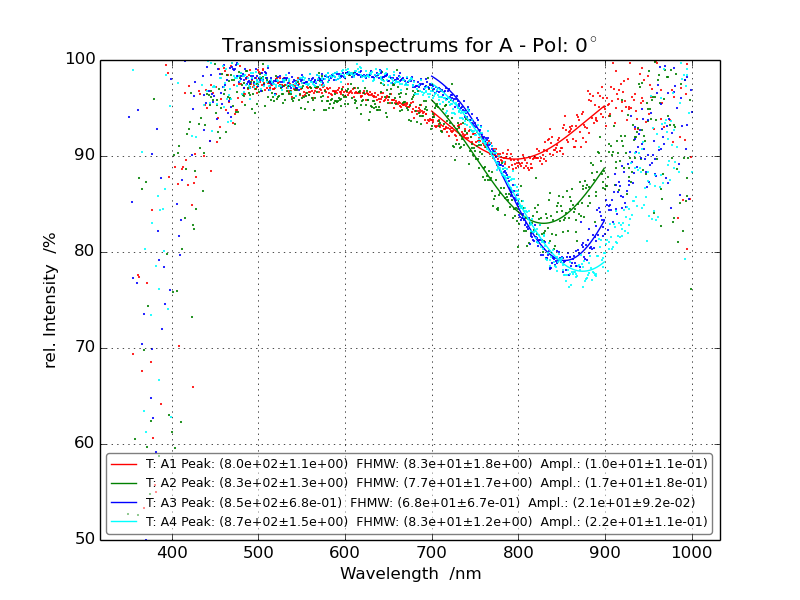 Transmissionspectrums for A - Pol: 0°
100
90
80
70
60
50
rel. Intensity /%
T: A1 Peak: (8.0e+02±1.1e+00) FHMW: (8.3e+01±1.8e+00) Ampl.: (1.0e+01±1.1e-01)
T: A2 Peak: (8.3e+02±1.3e+00) FHMW: (7.7e+01±1.7e+00) Ampl.: (1.7e+01±1.8e-01)
T: A3 Peak: (8.5e+02±6.8e-01) FHMW: (6.8e+01±6.7e-01) Ampl.: (2.1e+01±9.2e-02)
T: A4 Peak: (8.7e+02±1.5e+00) FHMW: (8.3e+01±1.2e+00) Ampl.: (2.2e+01±1.1e-01)
400 500 600 700 800 900 1000
Wavelength /nm